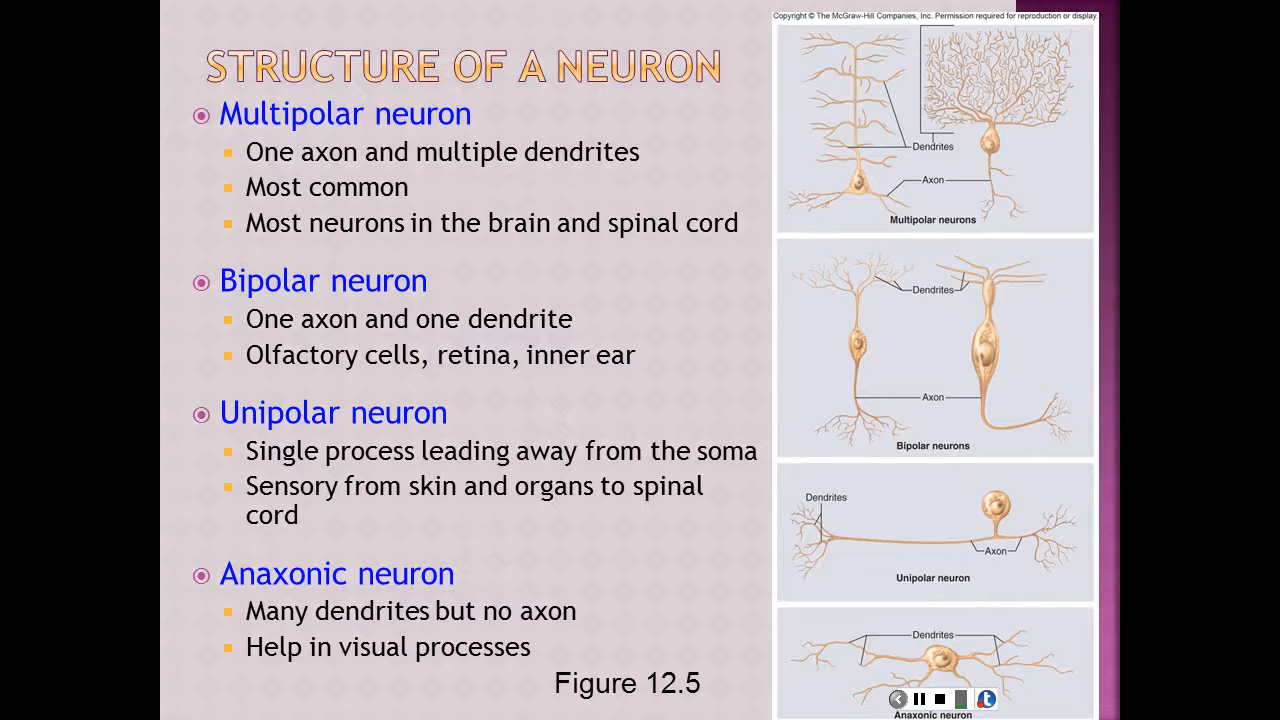 Copyright © The McGraw-Hill Companies, Inc. Permission required for reproduction or display.
STRUCTURE OF A NEURON
Multipolar neuron
One axon and multiple dendrites
Most common
Most neurons in the brain and spinal cord
Bipolar neuron
One axon and one dendrite
Olfactory cells, retina, inner ear
Unipolar neuron
Single process leading away from the soma
Sensory from skin and organs to spinal
cord
Anaxonic neuron
Many dendrites but no axon
Help in visual processes
Figure 12.5
Dendrites
Axon
Multipolar neurons
Dendrites
Axon
Bipolar neurons
Dendrites
Axon
Unipolar neuron
Dendrites
t
Anaxonic neuron